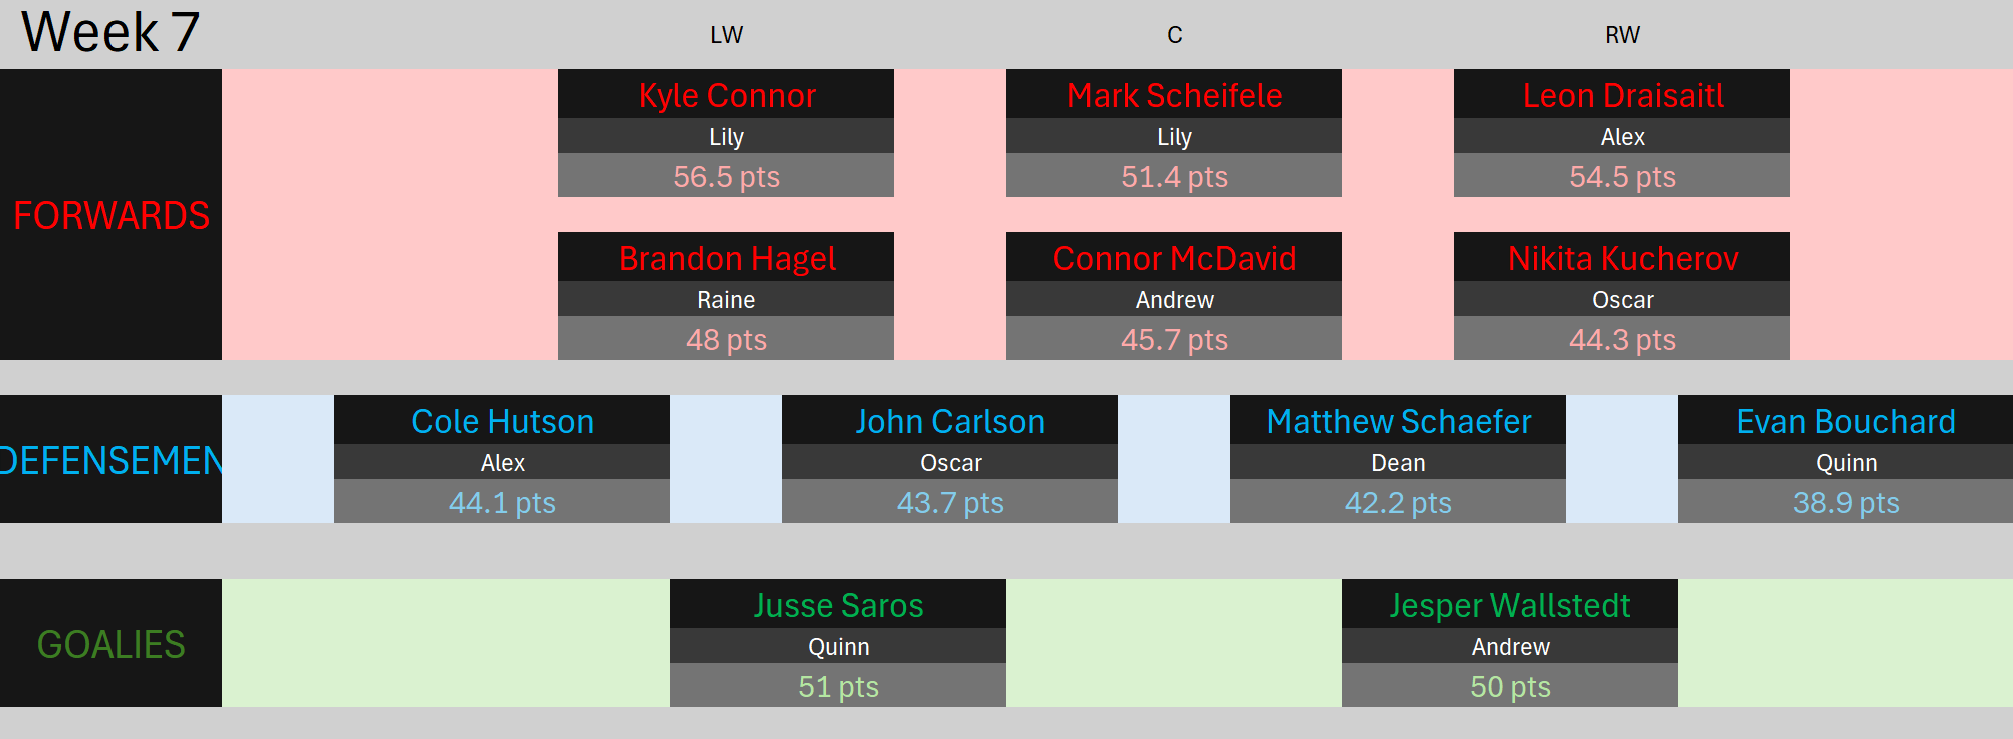 Week 7
LW
C
RW
FORWARDS
Kyle Connor
Lily
56.5 pts
Mark Scheifele
Lily
51.4 pts
Leon Draisaitl
Alex
54.5 pts
Brandon Hagel
Raine
48 pts
Connor McDavid
Andrew
45.7 pts
Nikita Kucherov
Oscar
44.3 pts
DEFENSEMEN
Cole Hutson
Alex
44.1 pts
John Carlson
Oscar
43.7 pts
Matthew Schaefer
Dean
42.2 pts
Evan Bouchard
Quinn
38.9 pts
GOALIES
Jusse Saros
Quinn
51 pts
Jesper Wallstedt
Andrew
50 pts